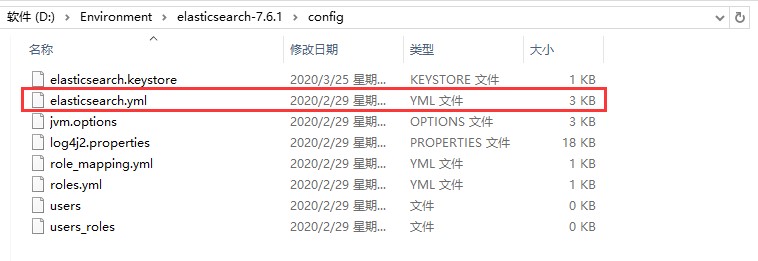 软件 (D:) > Environment > elasticsearch-7.6.1 > config
名称 修改日期 类型 大小
elasticsearch.keystore 2020/3/25 星期... KEYSTORE 文件 1 KB
elasticsearch.yml 2020/2/29 星期... YML 文件 3 KB
jvm.options 2020/2/29 星期... OPTIONS 文件 3 KB
log4j2.properties 2020/2/29 星期... PROPERTIES 文件 18 KB
role_mapping.yml 2020/2/29 星期... YML 文件 1 KB
roles.yml 2020/2/29 星期... YML 文件 1 KB
users 2020/2/29 星期... 文件 0 KB
users_roles 2020/2/29 星期... 文件 0 KB